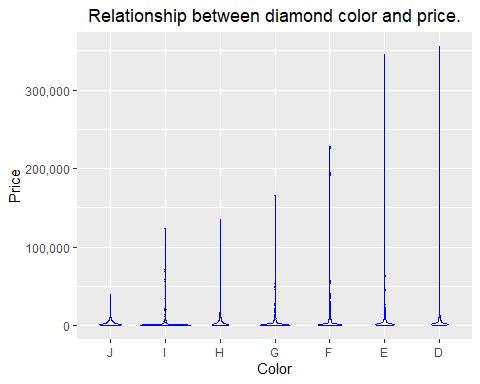 Relationship between diamond color and price.
Price
300,000
200,000
100,000
0
J I H G F E D
Color